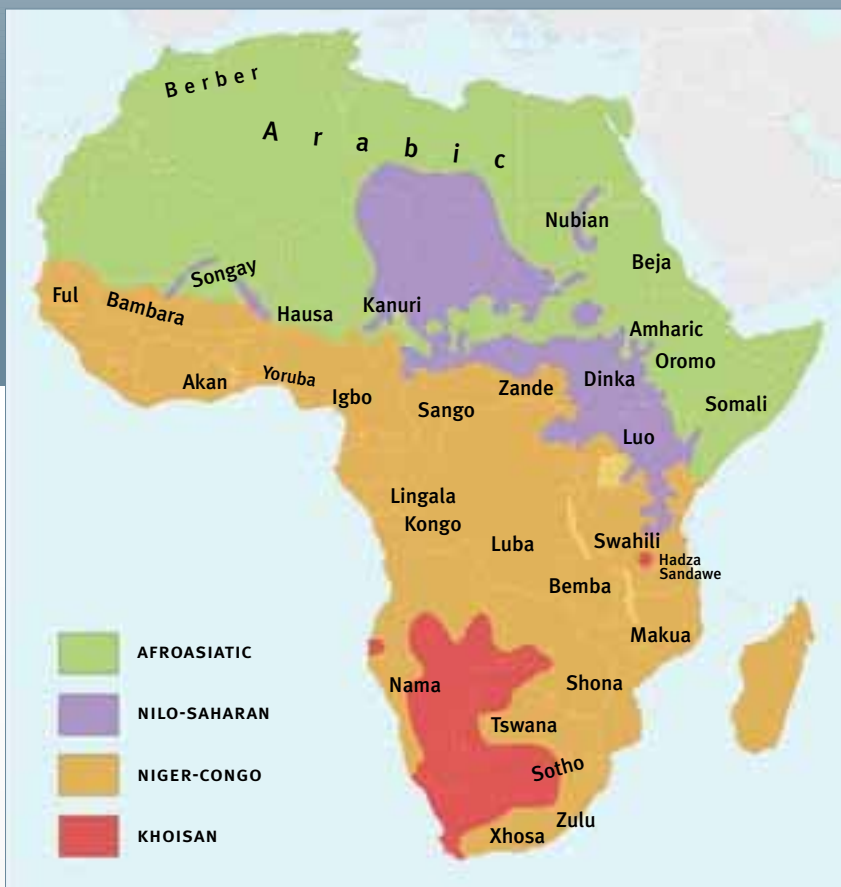 Berber
Arabic
Nubian
Beja
Songay
Ful
Bambara
Hausa
Kanuri
Amharic
Oromo
Akan
Yoruba
Igbo
Sango
Zande
Dinka
Somali
Luo
Lingala
Kongo
Luba
Swahili
Hadza
Sandawe
Bemba
Makua
Nama
Shona
Tswana
Sotho
Zulu
Xhosa
AFROASIATIC
NILO-SAHARAN
NIGER-CONGO
KHOISAN